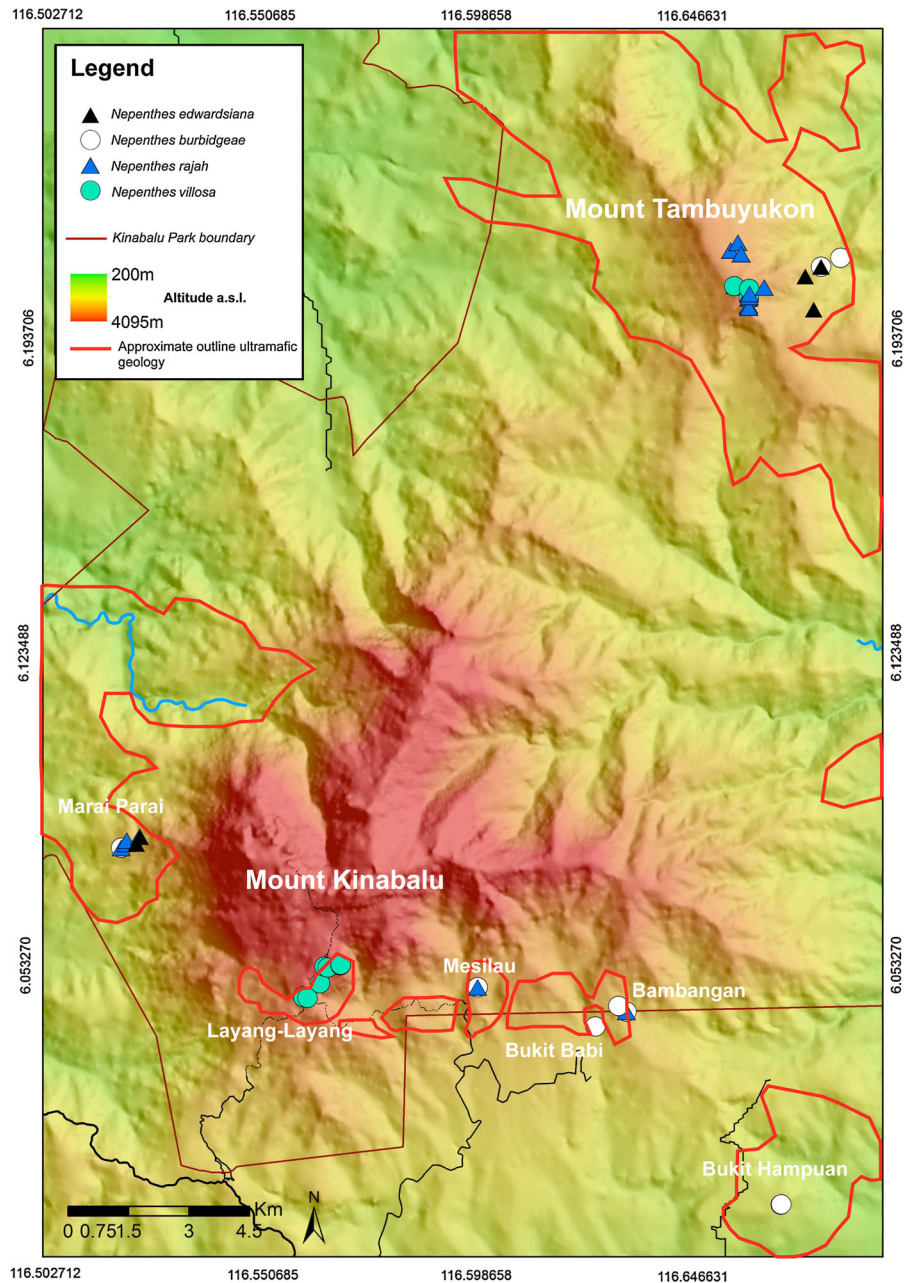 116.502712 116.550685 116.598858 116.646631
Legend
Nepenthes edwardsiana
Nepenthes burbidgeae
Nepenthes rajah
Nepenthes villosa
Kinabalu Park boundary
200m
Altitude a.s.l.
4095m
Approximate outline ultramafic
geology
Mount Tambuyukon
6.193706 6.193706
6.123488 6.123488
Marai Parai
Mount Kinabalu
6.053270 6.053270
Mesilau
Bambangan
Layang-Layang
Bukit Babi
Bukit Hampuan
Km
0 0.751.5 3 4.5
N
116.502712 116.550685 116.598858 116.646631